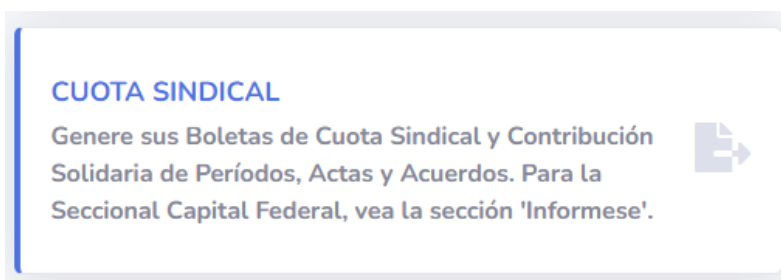 CUOTA SINDICAL
Genere sus Boletas de Cuota Sindical y Contribución
Solidaria de Períodos, Actas y Acuerdos. Para la
Seccional Capital Federal, vea la sección 'Informese'.